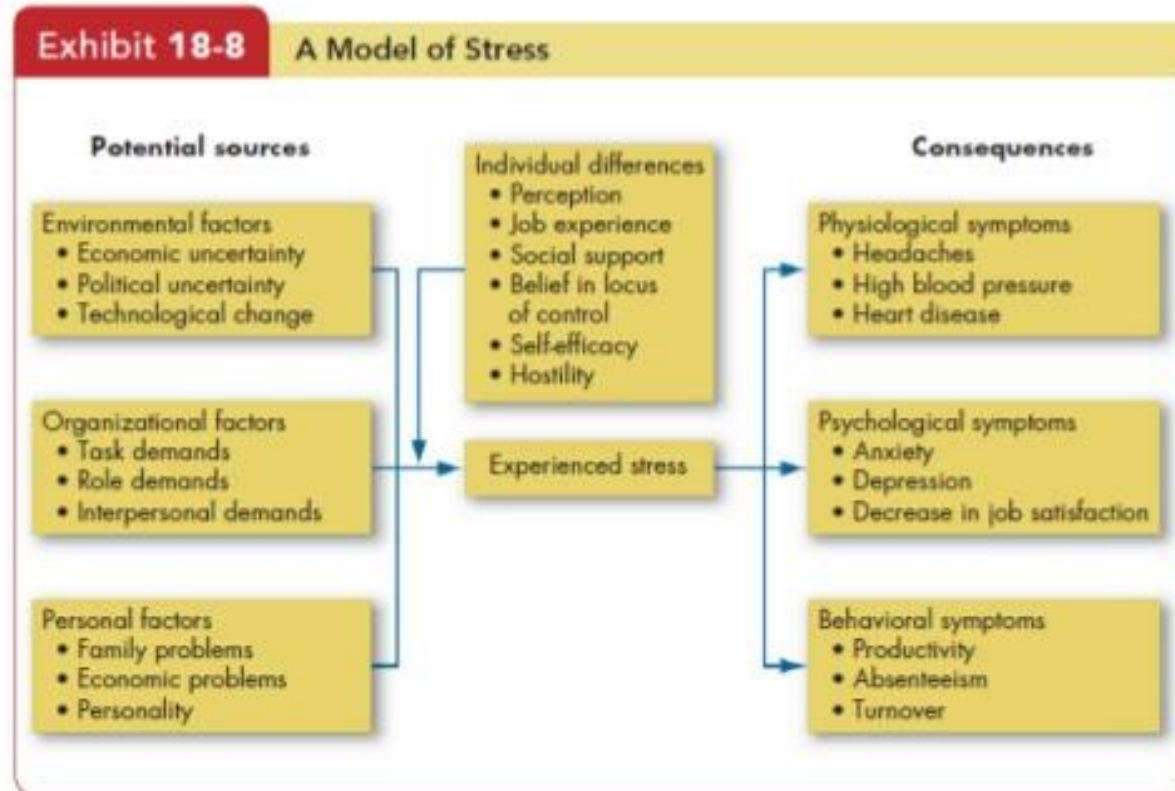 Exhibit 18-8
A Model of Stress
Potential sources
Environmental factors
• Economic uncertainty
• Political uncertainty
• Technological change
Organizational factors
• Task demands
• Role demands
• Interpersonal demands
Personal factors
• Family problems
• Economic problems
• Personality
Individual differences
• Perception
• Job experience
• Social support
• Belief in locus
of control
• Self-efficacy
• Hostility
Experienced stress
Consequences
Physiological symptoms
• Headaches
• High blood pressure
• Heart disease
Psychological symptoms
• Anxiety
• Depression
• Decrease in job satisfaction
Behavioral symptoms
• Productivity
• Absenteeism
• Turnover